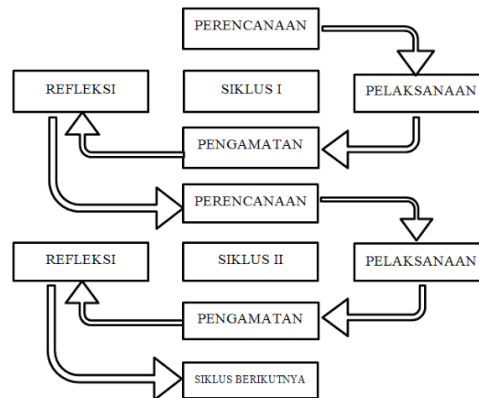 PERENCANAAN
REFLEKSI
SIKLUS I
PELAKSANAAN
PENGAMATAN
PERENCANAAN
REFLEKSI
SIKLUS II
PELAKSANAAN
PENGAMATAN
SIKLUS BERIKUTNYA